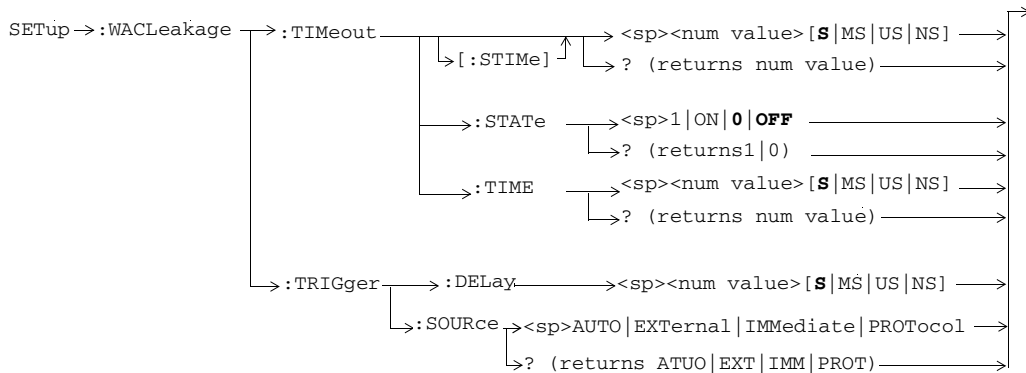 SETup :WACLeakage :TIMeout <sp><num value>[S|MS|US|NS]
[:STIMe] ? (returns num value)
:STATe <sp>1|ON|0|OFF
? (returns1|0)
:TIME <sp><num value>[S|MS|US|NS]
? (returns num value)
:TRIGger :DELay <sp><num value>[S|MS|US|NS]
:SOURce <sp>AUTO|EXTernal|IMMediate|PROTocol
? (returns ATUO|EXT|IMM|PROT)